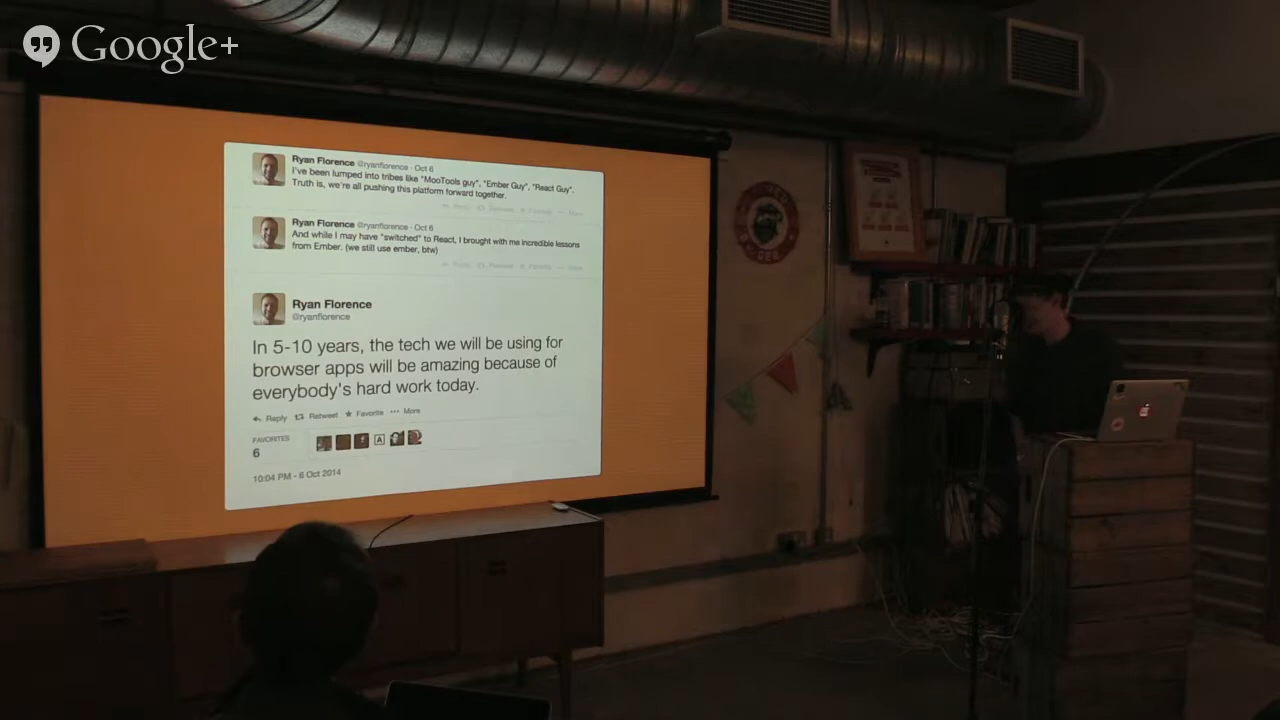 Google+
Ryan Florence @ryanflorence · Oct 6
I've been lumped into tribes like "MooTools guy", "Ember Guy", "React Guy".
Truth is, we're all pushing this platform forward together.
Ryan Florence @ryanflorence · Oct 6
And while I may have "switched" to React, I brought with me incredible lessons
from Ember. (we still use ember, btw)
Ryan Florence
@ryanflorence
In 5-10 years, the tech we will be using for
browser apps will be amazing because of
everybody's hard work today.
Reply Retweet Favorite More
FAVORITES
6
10:04 PM - 6 Oct 2014